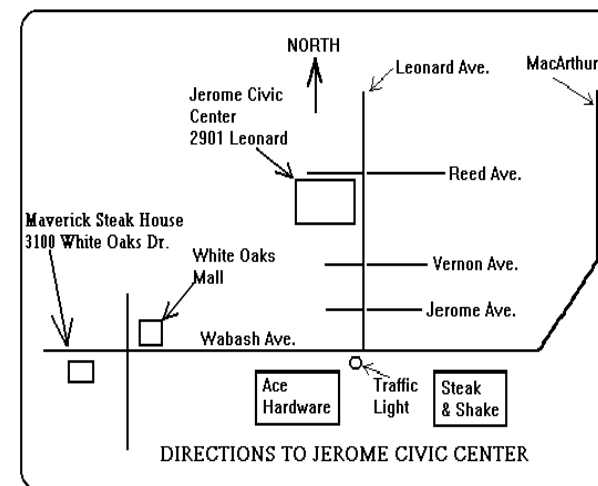 NORTH
Leonard Ave.
MacArthur
Jerome Civic
Center
2901 Leonard
Reed Ave.
Maverick Steak House
3100 White Oaks Dr.
White Oaks
Mall
Vernon Ave.
Jerome Ave.
Wabash Ave.
Ace
Hardware
Traffic
Light
Steak
& Shake
DIRECTIONS TO JEROME CIVIC CENTER